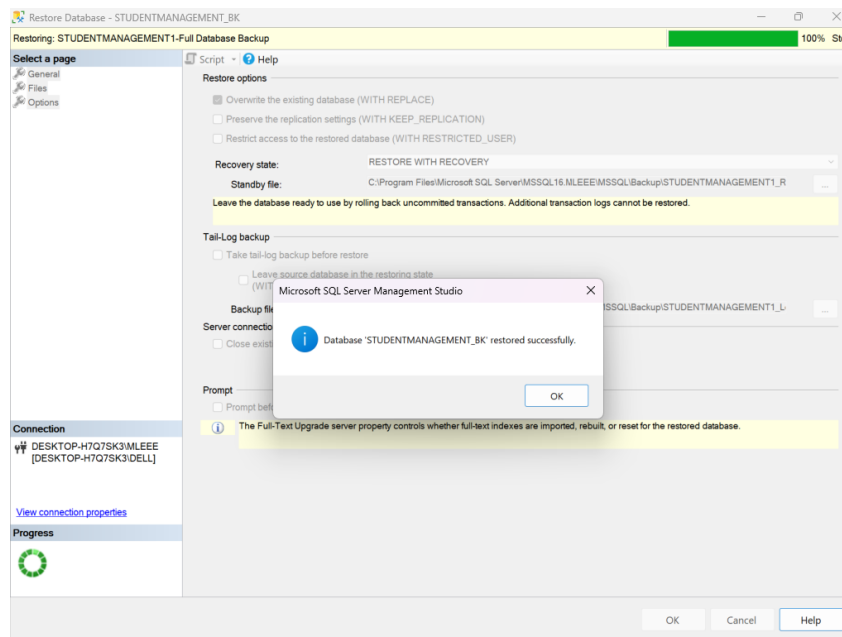 Restore Database - STUDENTMANAGEMENT_BK
Restoring: STUDENTMANAGEMENT1-Full Database Backup
100%
Select a page
General
Files
Options
Script
Help
Restore options
Overwrite the existing database (WITH REPLACE)
Preserve the replication settings (WITH KEEP_REPLICATION)
Restrict access to the restored database (WITH RESTRICTED_USER)
Recovery state:
RESTORE WITH RECOVERY
Standby file:
C:\Program Files\Microsoft SQL Server\MSSQL16.MLEEE\MSSQL\Backup\STUDENTMANAGEMENT1_R
...
Leave the database ready to use by rolling back uncommitted transactions. Additional transaction logs cannot be restored.
Tail-Log backup
Take tail-log backup before restore
Leave source database in the restoring state
Backup file
\Backup\STUDENTMANAGEMENT1_L
...
Server connectio
Close exist
Microsoft SQL Server Management Studio
Database 'STUDENTMANAGEMENT_BK' restored successfully.
OK
Prompt
Prompt bef
The Full-Text Upgrade server property controls whether full-text indexes are imported, rebuilt, or reset for the restored database.
Connection
DESKTOP-H7Q7SK3\MLEEE
[DESKTOP-H7Q7SK3\DELL]
View connection properties
Progress
OK
Cancel
Help